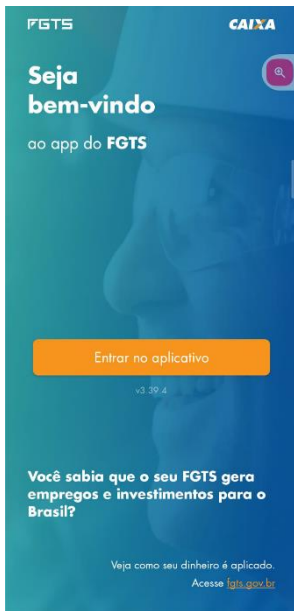 FGTS
CAIXA
Seja
bem-vindo
ao app do FGTS
Entrar no aplicativo
v3.39.4
Você sabia que o seu FGTS gera
empregos e investimentos para o
Brasil?
Veja como seu dinheiro é aplicado.
Acesse fgts.gov.br